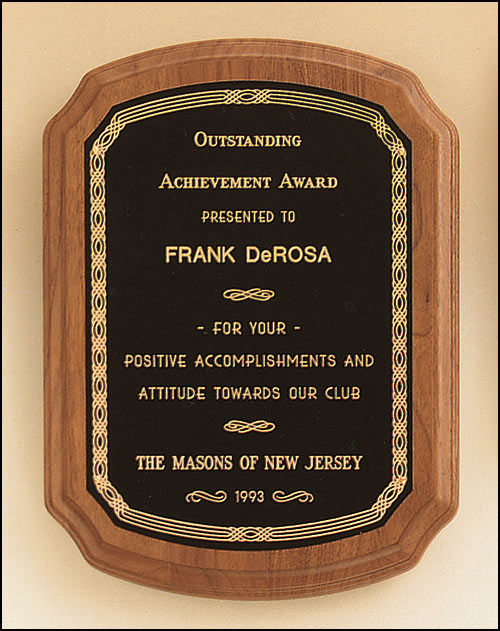 Outstanding
Achievement Award
PRESENTED TO
FRANK DeROSA
- FOR YOUR -
POSITIVE ACCOMPLISHMENTS AND
ATTITUDE TOWARDS OUR CLUB
THE MASONS OF NEW JERSEY
1993